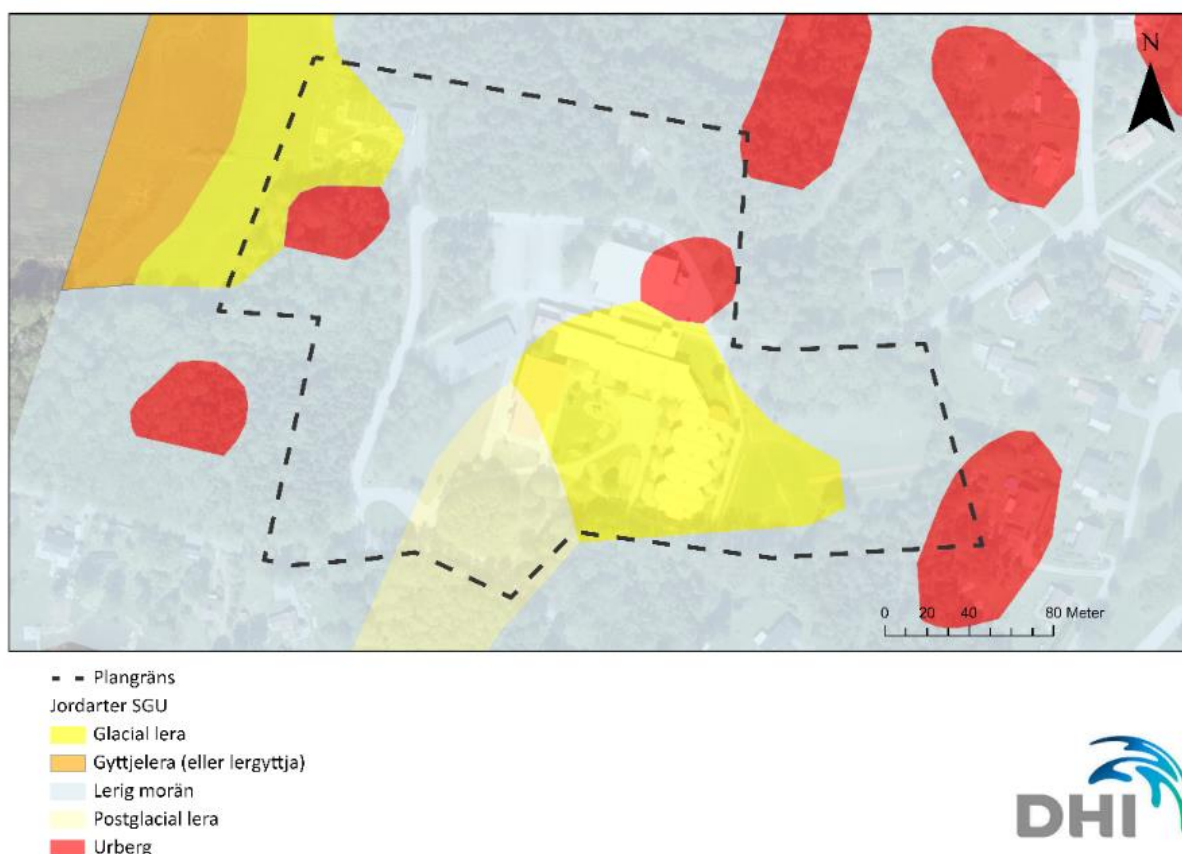 N
0 20 40 80 Meter
Plangräns
Jordarter SGU
Glacial lera
Gyttjelera (eller lergyttja)
Lerig morän
Postglacial lera
Urberg
DHI